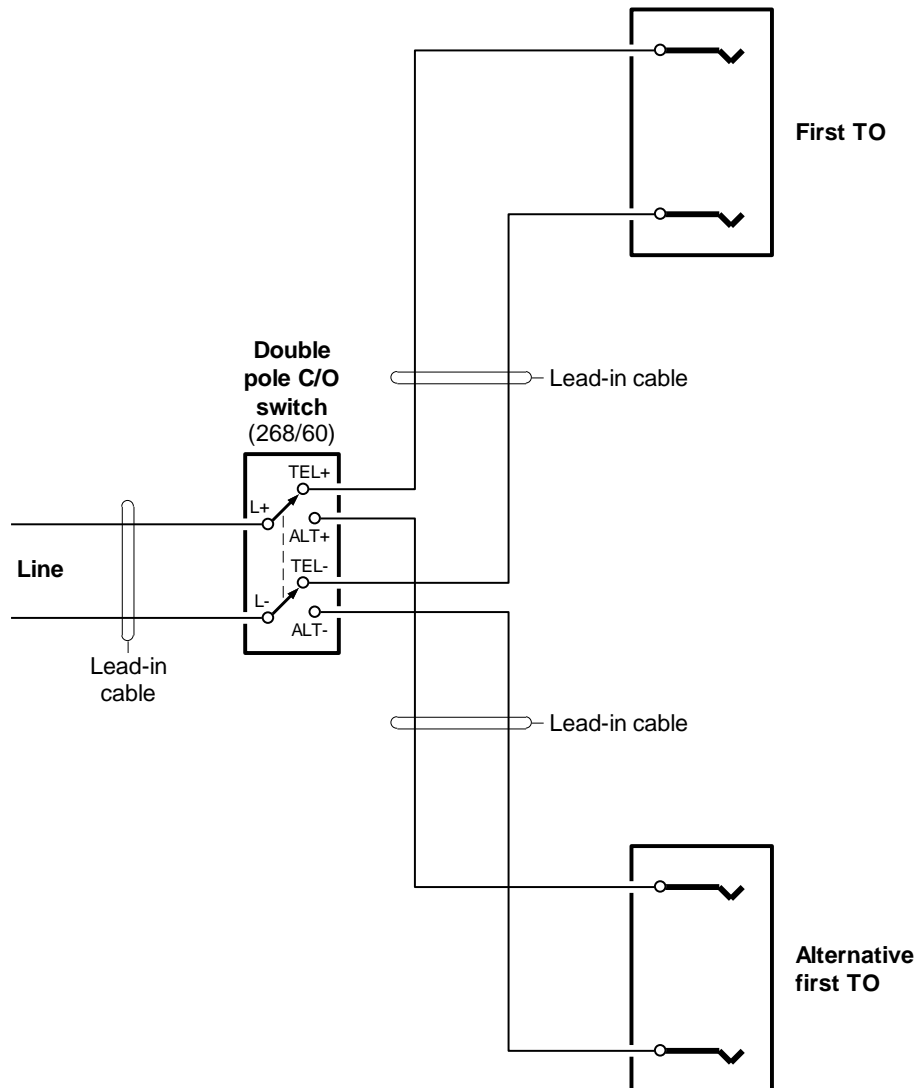 First TO
Double
pole C/O
switch
(268/60)
Lead-in cable
TEL+
L+
ALT+
Line
TEL-
L-
ALT-
Lead-in
cable
Lead-in cable
Alternative
first TO